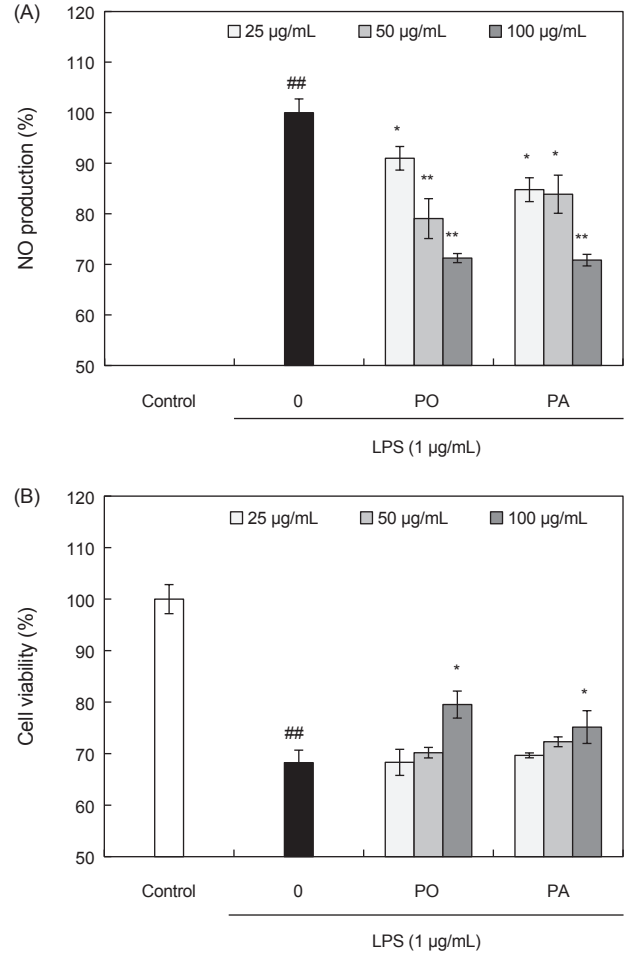 (A)
120
110
100
90
80
70
60
50
NO production (%)
25 µg/mL 50 µg/mL 100 µg/mL
##
*
**
**
*
*
**
Control 0 PO PA
LPS (1 µg/mL)
(B)
120
110
100
90
80
70
60
50
Cell viability (%)
25 µg/mL 50 µg/mL 100 µg/mL
##
*
*
Control 0 PO PA
LPS (1 µg/mL)